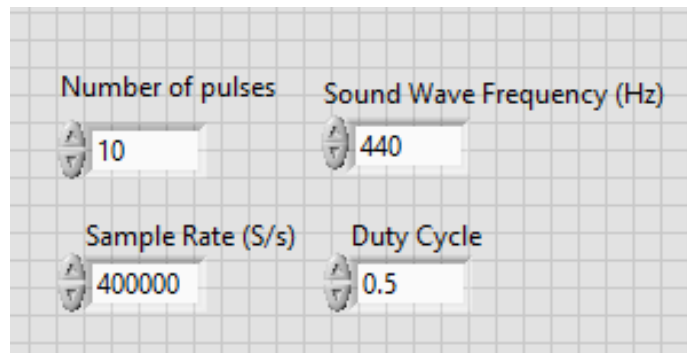 Number of pulses
10
Sound Wave Frequency (Hz)
440
Sample Rate (S/s)
400000
Duty Cycle
0.5